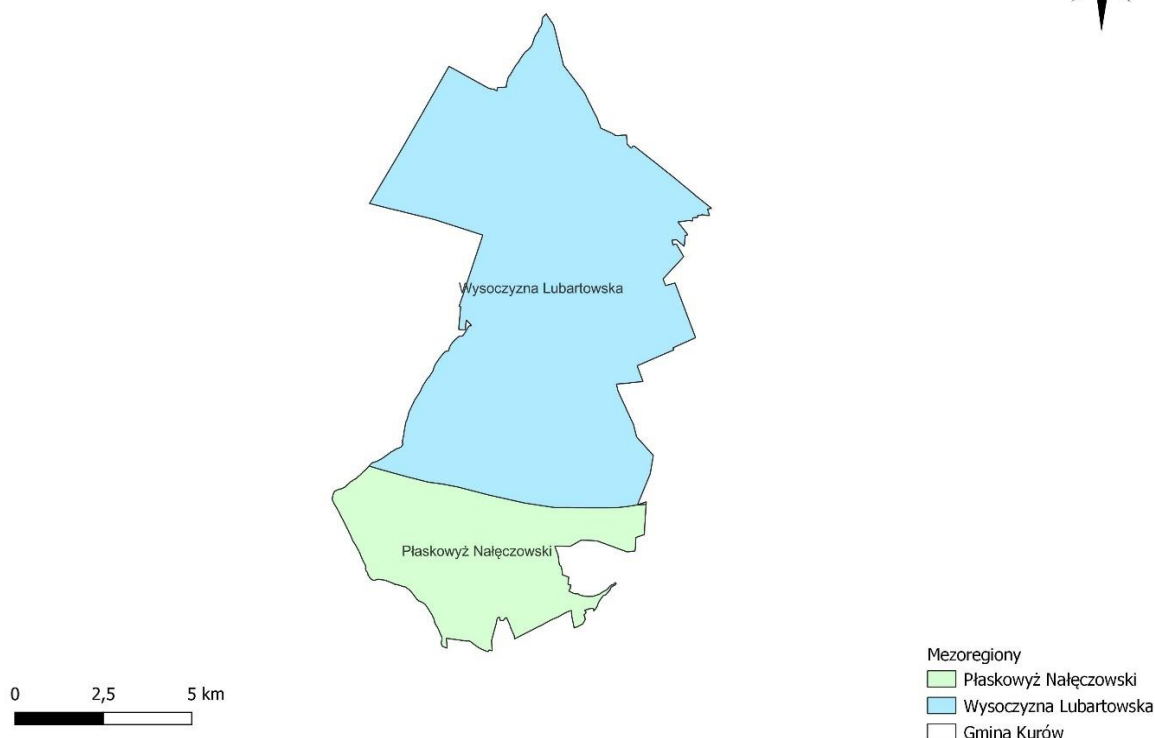 Wysoczyzna Lubartowska
Płaskowyż Nałęczowski
0 2,5 5 km
Mezoregiony
Płaskowyż Nałęczowski
Wysoczyzna Lubartowska
Gmina Kurów